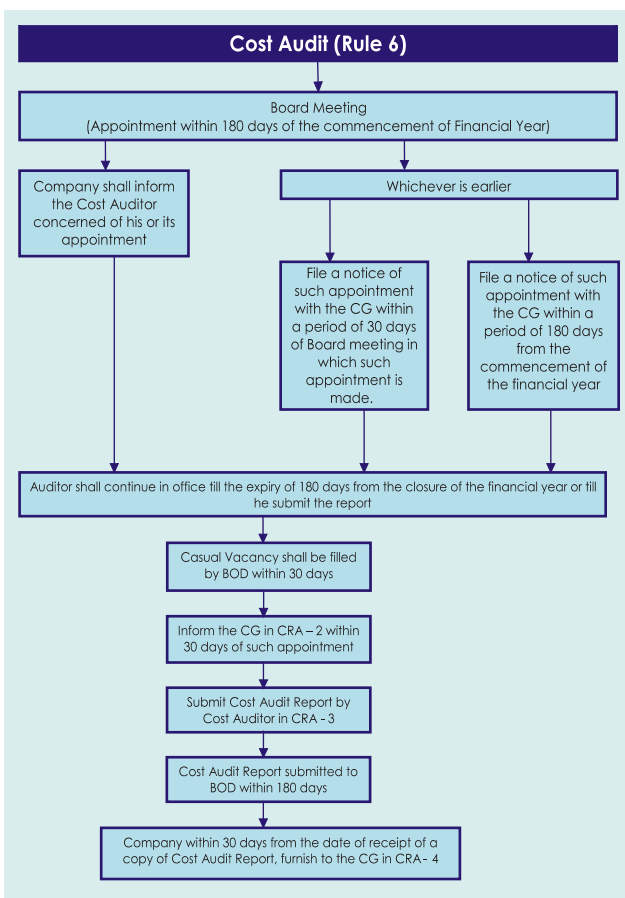 Cost Audit (Rule 6)
Board Meeting
(Appointment within 180 days of the commencement of Financial Year)
Company shall inform
the Cost Auditor
concerned of his or its
appointment
Whichever is earlier
File a notice of
such appointment
with the CG within
a period of 30 days
of Board meeting in
which such
appointment is
made.
File a notice of such
appointment with
the CG within a
period of 180 days
from the
commencement of
the financial year
Auditor shall continue in office till the expiry of 180 days from the closure of the financial year or till
he submit the report
Casual Vacancy shall be filled
by BOD within 30 days
Inform the CG in CRA – 2 within
30 days of such appointment
Submit Cost Audit Report by
Cost Auditor in CRA - 3
Cost Audit Report submitted to
BOD within 180 days
Company within 30 days from the date of receipt of a
copy of Cost Audit Report, furnish to the CG in CRA- 4